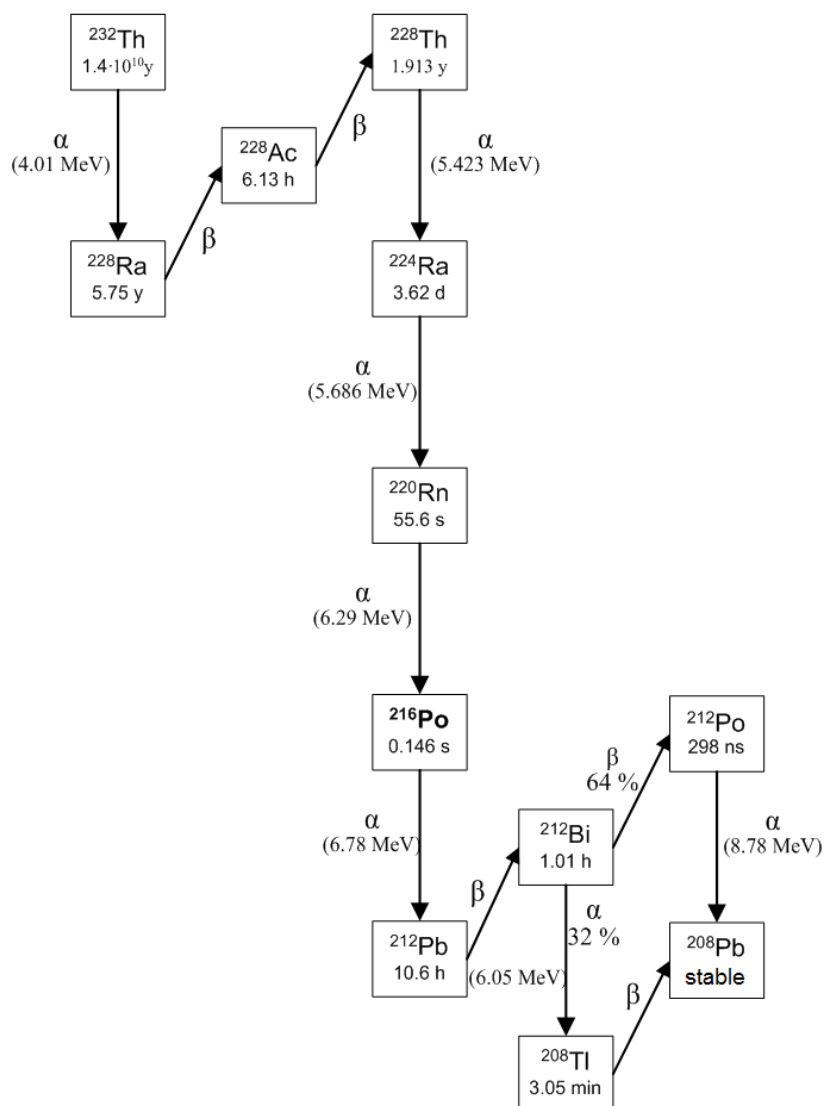 ²³²Th
1.4·10¹⁰y
²²⁸Th
1.913 y
α
(4.01 MeV)
²²⁸Ac
6.13 h
β
α
(5.423 MeV)
²²⁸Ra
5.75 y
β
²²⁴Ra
3.62 d
α
(5.686 MeV)
²²⁰Rn
55.6 s
α
(6.29 MeV)
²¹⁶Po
0.146 s
²¹²Po
298 ns
β
64 %
α
(6.78 MeV)
²¹²Bi
1.01 h
α
(8.78 MeV)
β
²¹²Pb
10.6 h
α
32 %
(6.05 MeV)
²⁰⁸Pb
stable
β
²⁰⁸Tl
3.05 min